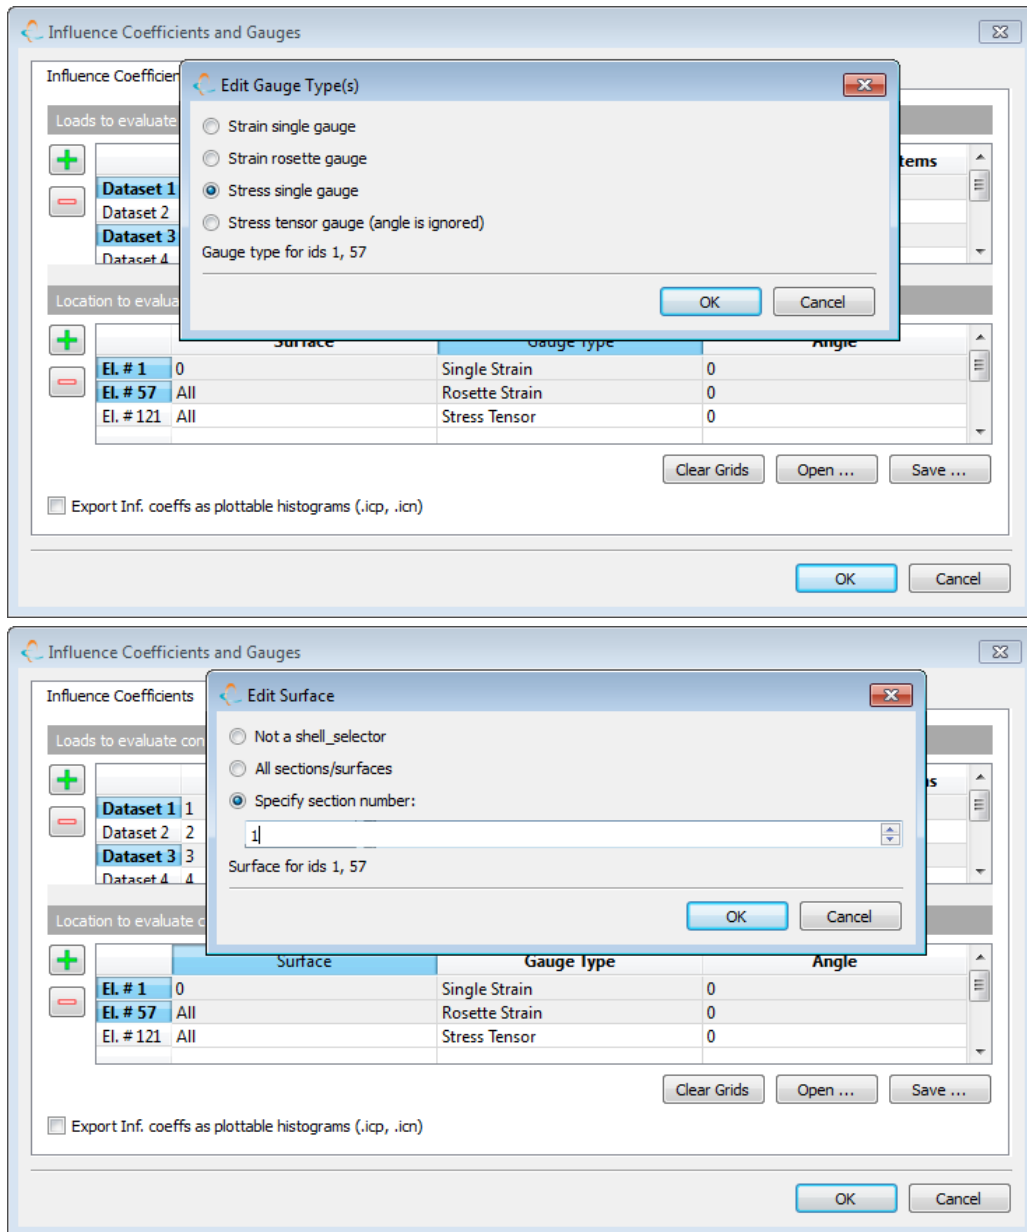 Influence Coefficients and Gauges
Influence Coefficien
Edit Gauge Type(s)
Strain single gauge
Strain rosette gauge
Stress single gauge
Stress tensor gauge (angle is ignored)
Gauge type for ids 1, 57
OK Cancel
Loads to evaluate
tems
Dataset 1
Dataset 2
Dataset 3
Dataset 4
Location to evalua
Surface Gauge Type Angle
El. # 1 0 Single Strain 0
El. # 57 All Rosette Strain 0
El. # 121 All Stress Tensor 0
Clear Grids Open ... Save ...
Export Inf. coeffs as plottable histograms (.icp, .icn)
OK Cancel
Influence Coefficients and Gauges
Influence Coefficients
Edit Surface
Not a shell_selector
All sections/surfaces
Specify section number:
1
Surface for ids 1, 57
OK Cancel
Loads to evaluate con
ns
Dataset 1 1
Dataset 2 2
Dataset 3 3
Dataset 4 4
Location to evaluate c
Surface Gauge Type Angle
El. # 1 0 Single Strain 0
El. # 57 All Rosette Strain 0
El. # 121 All Stress Tensor 0
Clear Grids Open ... Save ...
Export Inf. coeffs as plottable histograms (.icp, .icn)
OK Cancel